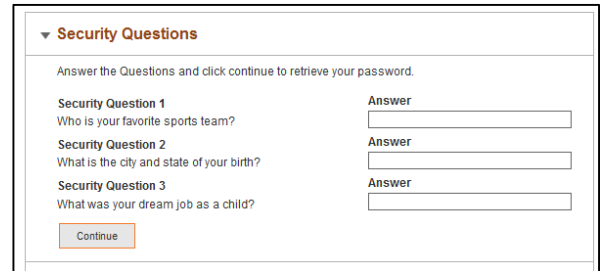 Security Questions
Answer the Questions and click continue to retrieve your password.
Security Question 1
Answer
Who is your favorite sports team?
Security Question 2
Answer
What is the city and state of your birth?
Security Question 3
Answer
What was your dream job as a child?
Continue